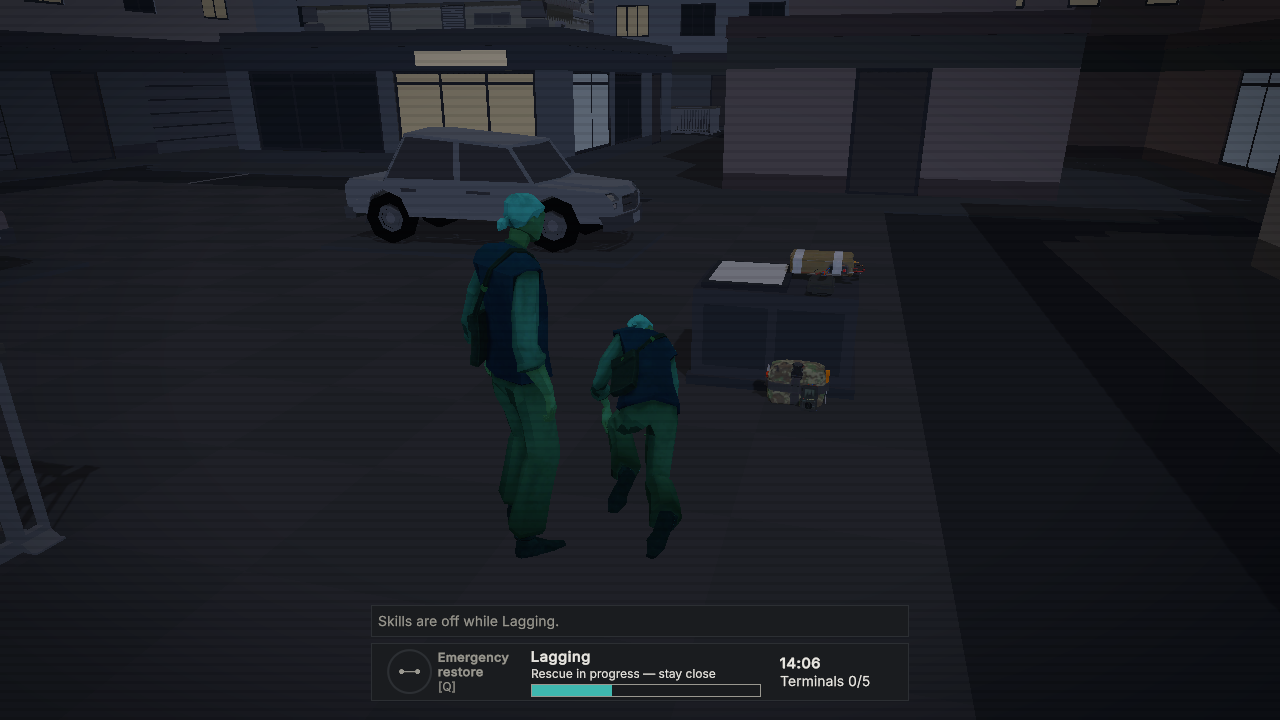 Skills are off while Lagging.
Emergency
restore
[Q]
Lagging
Rescue in progress — stay close
14:06
Terminals 0/5